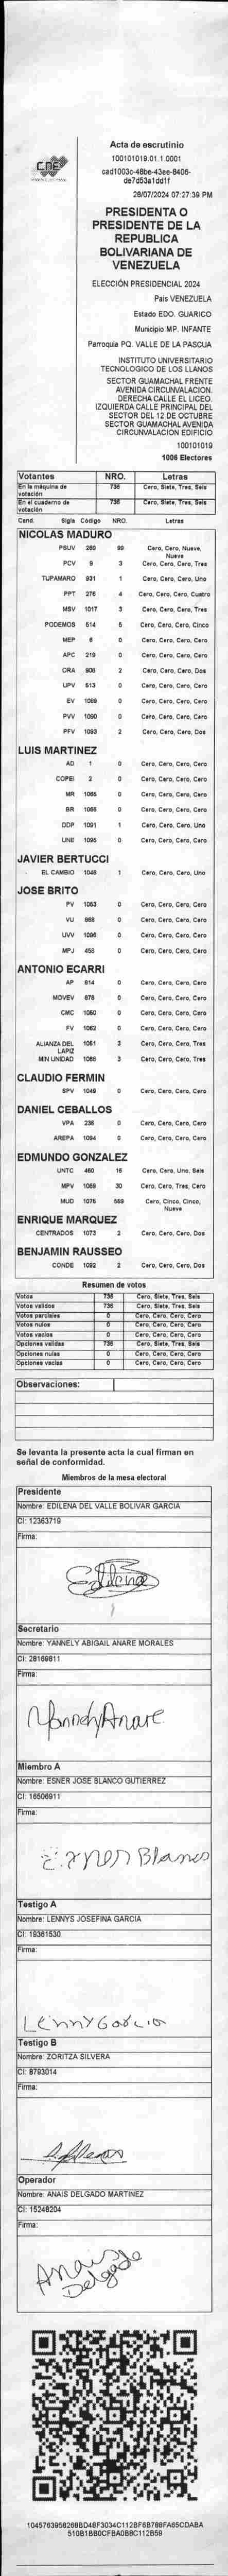 CNE
Acta de escrutinio
100101019.01.1.0001
cad1003c-48be-43ee-8406-
de7d53a1dd1f
28/07/2024 07:27:39 PM
PRESIDENTA O
PRESIDENTE DE LA
REPUBLICA
BOLIVARIANA DE
VENEZUELA
ELECCIÓN PRESIDENCIAL 2024
País VENEZUELA
Estado EDO. GUARICO
Municipio MP. INFANTE
Parroquia PQ. VALLE DE LA PASCUA
INSTITUTO UNIVERSITARIO
TECNOLOGICO DE LOS LLANOS
SECTOR GUAMACHAL FRENTE
AVENIDA CIRCUNVALACION.
DERECHA CALLE EL LICEO.
IZQUIERDA CALLE PRINCIPAL DEL
SECTOR DEL 12 DE OCTUBRE
SECTOR GUAMACHAL AVENIDA
CIRCUNVALACION EDIFICIO
100101019
1006 Electores
Votantes NRO. Letras
En la máquina de votación 736 Cero, Siete, Tres, Seis
En el cuaderno de votación 736 Cero, Siete, Tres, Seis
Cand. Sigla Código NRO. Letras
NICOLAS MADURO
PSUV 269 99 Cero, Cero, Nueve, Nueve
PCV 9 3 Cero, Cero, Cero, Tres
TUPAMARO 931 1 Cero, Cero, Cero, Uno
PPT 276 4 Cero, Cero, Cero, Cuatro
MSV 1017 3 Cero, Cero, Cero, Tres
PODEMOS 514 5 Cero, Cero, Cero, Cinco
MEP 6 0 Cero, Cero, Cero, Cero
APC 219 0 Cero, Cero, Cero, Cero
ORA 906 2 Cero, Cero, Cero, Dos
UPV 613 0 Cero, Cero, Cero, Cero
EV 1089 0 Cero, Cero, Cero, Cero
PVV 1090 0 Cero, Cero, Cero, Cero
PFV 1093 2 Cero, Cero, Cero, Dos
LUIS MARTINEZ
AD 1 0 Cero, Cero, Cero, Cero
COPEI 2 0 Cero, Cero, Cero, Cero
MR 1065 0 Cero, Cero, Cero, Cero
BR 1066 0 Cero, Cero, Cero, Cero
DDP 1091 1 Cero, Cero, Cero, Uno
UNE 1095 0 Cero, Cero, Cero, Cero
JAVIER BERTUCCI
EL CAMBIO 1048 1 Cero, Cero, Cero, Uno
JOSE BRITO
PV 1053 0 Cero, Cero, Cero, Cero
VU 868 0 Cero, Cero, Cero, Cero
UVV 1096 0 Cero, Cero, Cero, Cero
MPJ 458 0 Cero, Cero, Cero, Cero
ANTONIO ECARRI
AP 814 0 Cero, Cero, Cero, Cero
MOVEV 678 0 Cero, Cero, Cero, Cero
CMC 1050 0 Cero, Cero, Cero, Cero
FV 1062 0 Cero, Cero, Cero, Cero
ALIANZA DEL LAPIZ 1051 3 Cero, Cero, Cero, Tres
MIN UNIDAD 1068 3 Cero, Cero, Cero, Tres
CLAUDIO FERMIN
SPV 1049 0 Cero, Cero, Cero, Cero
DANIEL CEBALLOS
VPA 236 0 Cero, Cero, Cero, Cero
AREPA 1094 0 Cero, Cero, Cero, Cero
EDMUNDO GONZALEZ
UNTC 460 16 Cero, Cero, Uno, Seis
MPV 1069 30 Cero, Cero, Tres, Cero
MUD 1076 559 Cero, Cinco, Cinco, Nueve
ENRIQUE MARQUEZ
CENTRADOS 1073 2 Cero, Cero, Cero, Dos
BENJAMIN RAUSSEO
CONDE 1092 2 Cero, Cero, Cero, Dos
Resumen de votos
Votos 736 Cero, Siete, Tres, Seis
Votos validos 736 Cero, Siete, Tres, Seis
Votos parciales 0 Cero, Cero, Cero, Cero
Votos nulos 0 Cero, Cero, Cero, Cero
Votos vacíos 0 Cero, Cero, Cero, Cero
Opciones validas 736 Cero, Siete, Tres, Seis
Opciones nulas 0 Cero, Cero, Cero, Cero
Opciones vacias 0 Cero, Cero, Cero, Cero
Observaciones:
Se levanta la presente acta la cual firman en
señal de conformidad.
Miembros de la mesa electoral
Presidente
Nombre: EDILENA DEL VALLE BOLIVAR GARCIA
CI: 12363719
Firma:
Edilena
Secretario
Nombre: YANNELY ABIGAIL ANARE MORALES
CI: 28169811
Firma:
Yannely Anare
Miembro A
Nombre: ESNER JOSE BLANCO GUTIERREZ
CI: 16506911
Firma:
Esner Blanco
Testigo A
Nombre: LENNYS JOSEFINA GARCIA
CI: 19361530
Firma:
LennyGarcia
Testigo B
Nombre: ZORITZA SILVERA
CI: 8793014
Firma:
Operador
Nombre: ANAIS DELGADO MARTINEZ
CI: 15248204
Firma:
Anais
Delgado
104576395826BBD48F3034C112BF6B788FA65CDABA
510B1BB0CFBA0B8C112B59